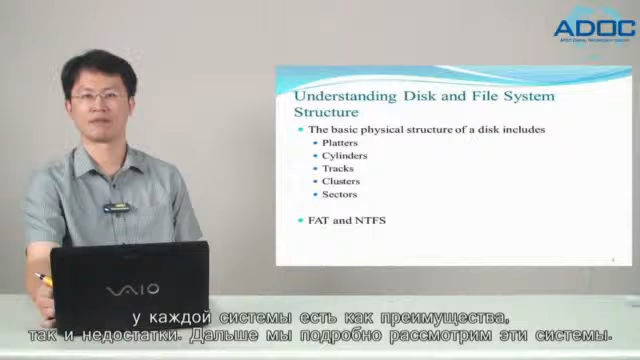 ADOC
Understanding Disk and File System
Structure
The basic physical structure of a disk includes
Platters
Cylinders
Tracks
Clusters
Sectors
FAT and NTFS
VAIO
у каждой системы есть как преимущества,
так и недостатки. Дальше мы подробно рассмотрим эти системы.